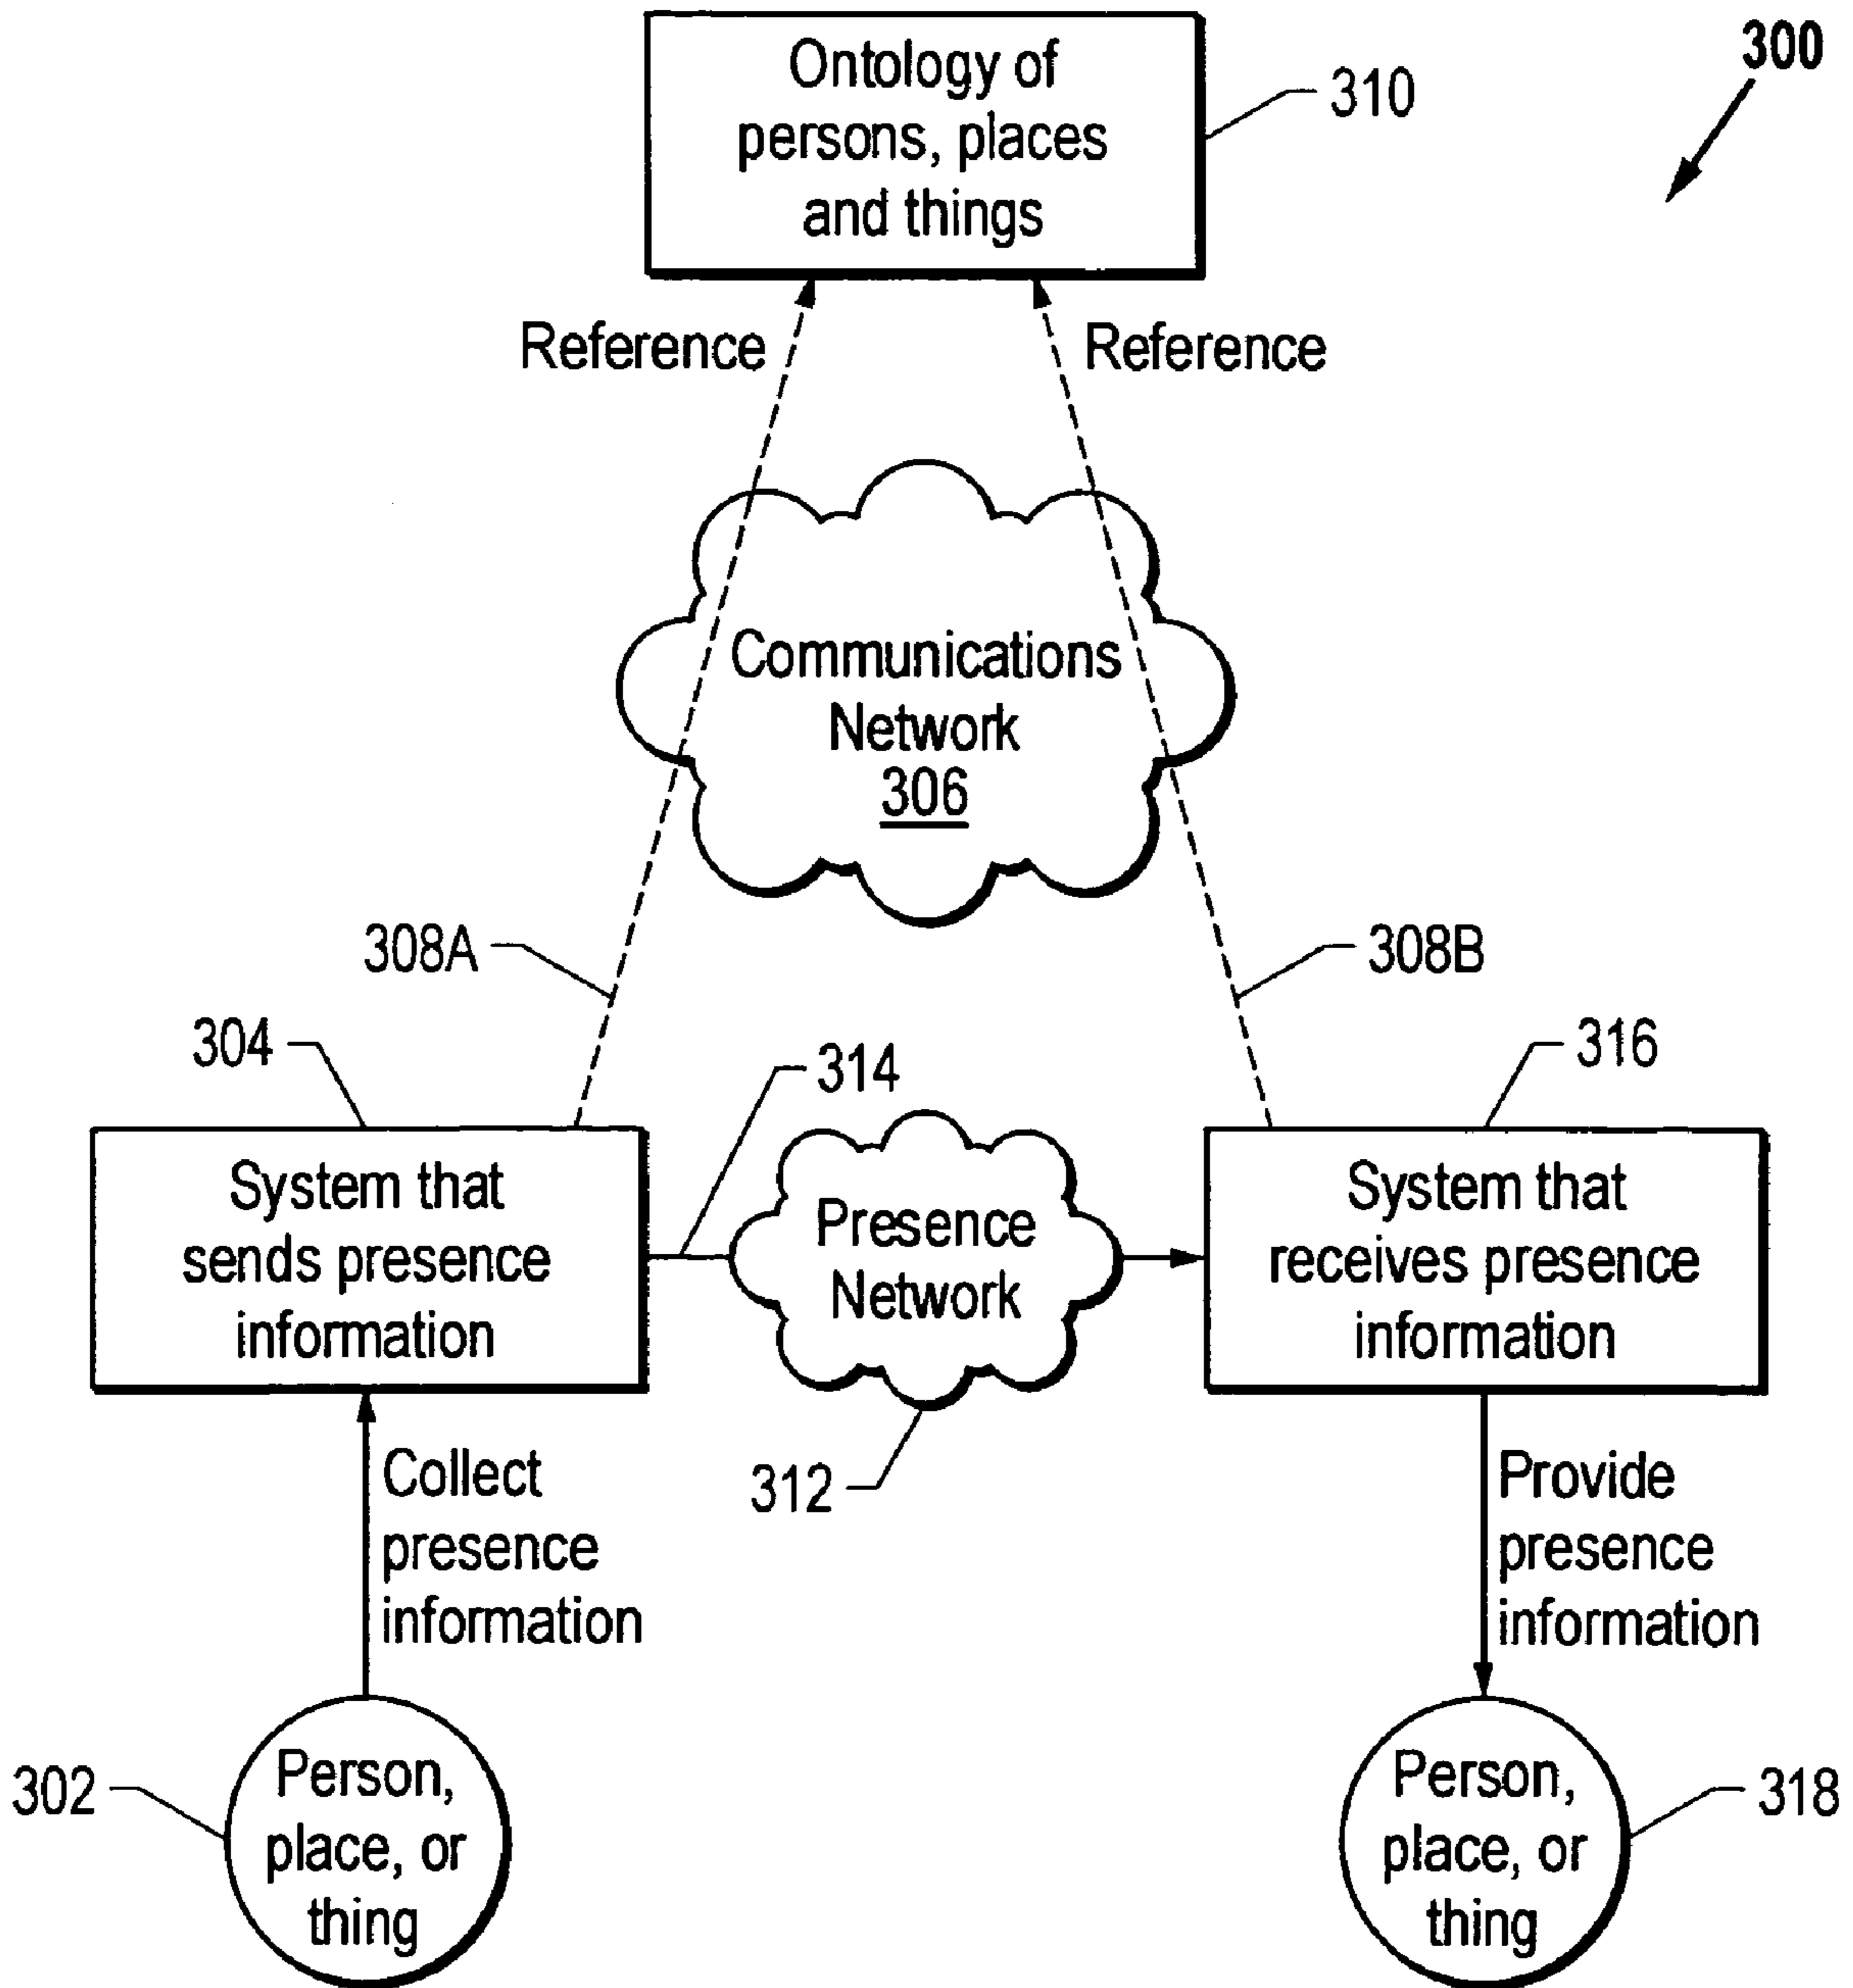 300
Ontology of
persons, places
and things
310
Reference
Reference
Communications
Network
306
308A
308B
304
314
316
System that
sends presence
information
Presence
Network
System that
receives presence
information
312
Collect
presence
information
Provide
presence
information
302
Person,
place, or
thing
Person,
place, or
thing
318